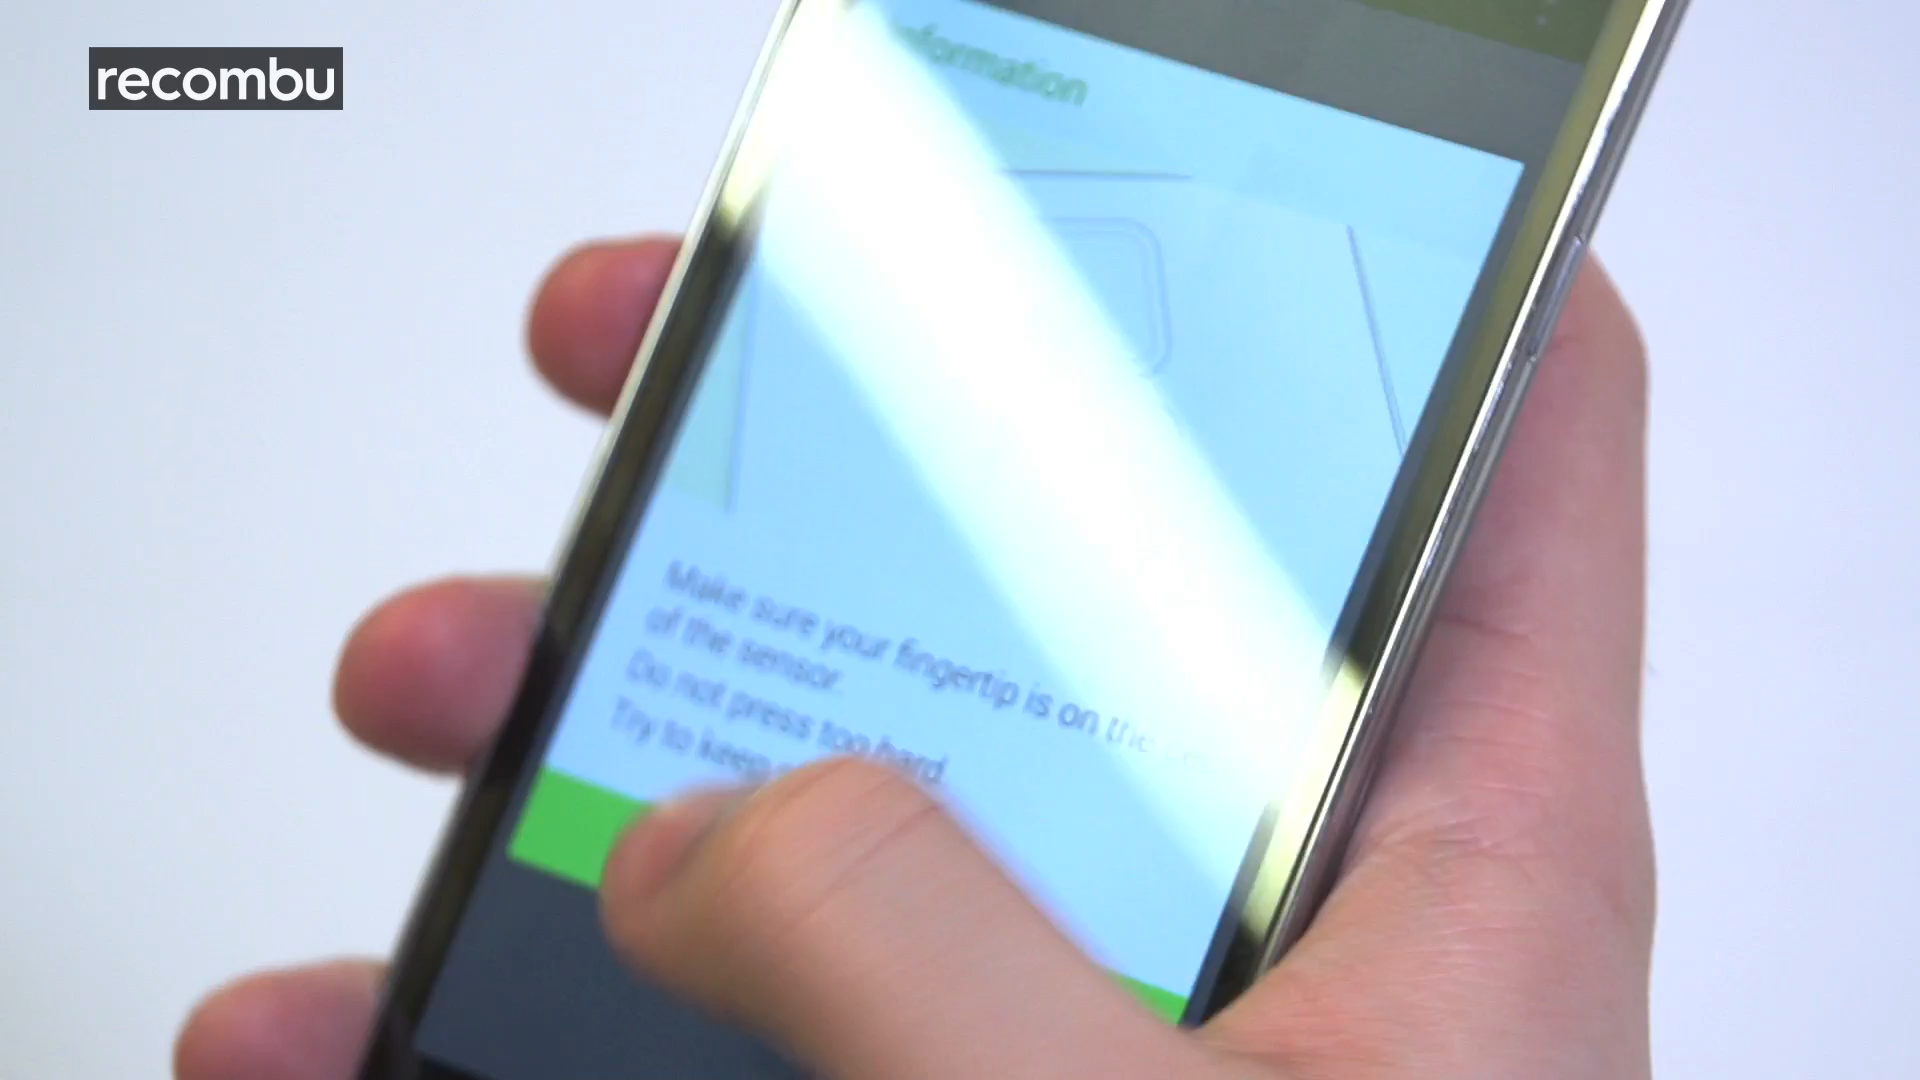 recombu
Make sure your fingertip is on the
of the sensor.
Do not press too hard.
Try to keep